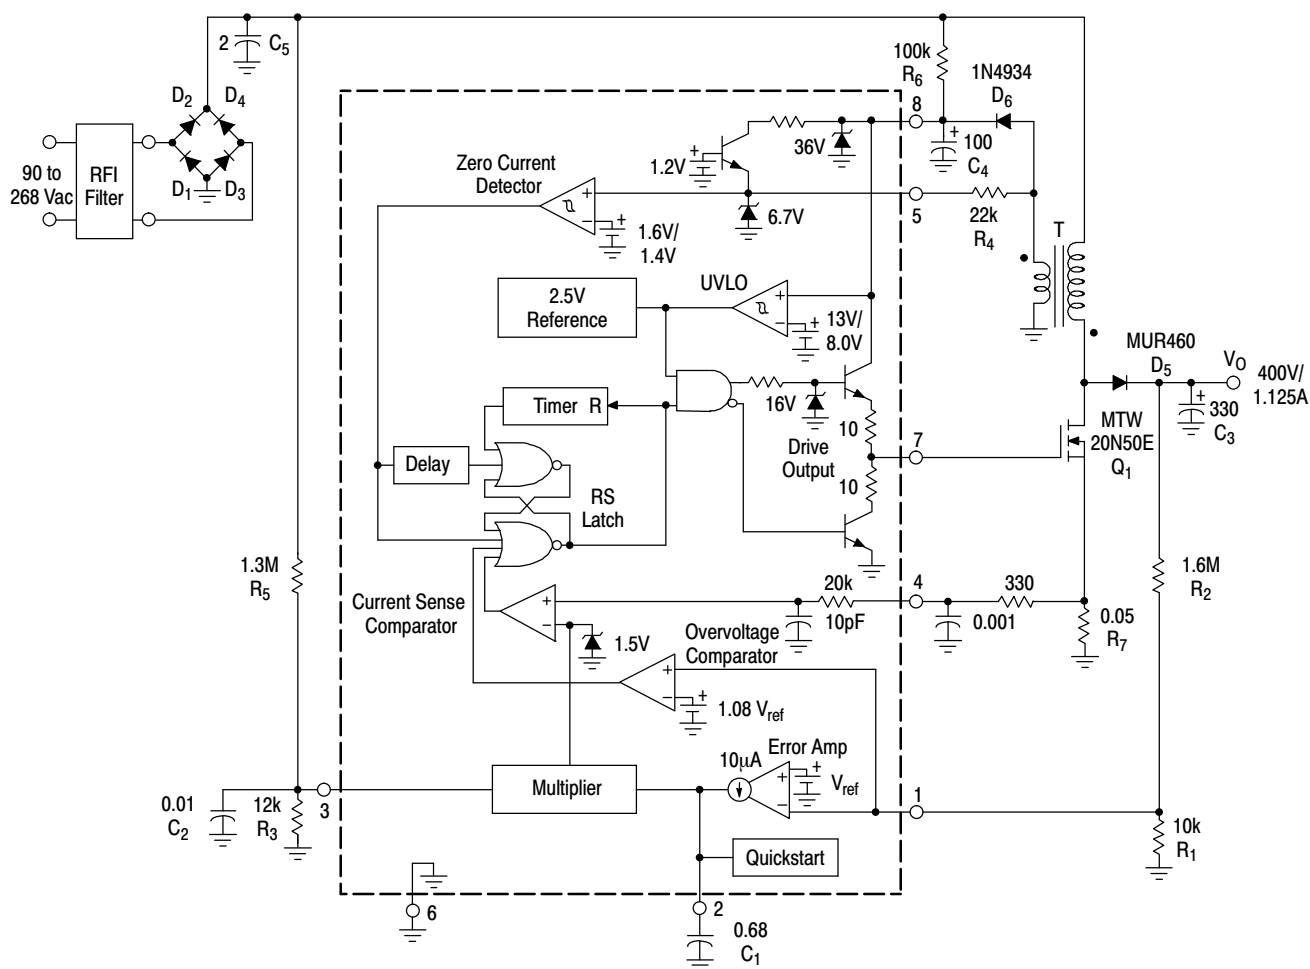 2
C5
100k
R6
1N4934
D6
D2
D4
8
90 to
268 Vac
RFI
Filter
D1
D3
1.2V
36V
100
C4
Zero Current
Detector
6.7V
5
22k
R4
T
1.6V/
1.4V
2.5V
Reference
UVLO
13V/
8.0V
MUR460
D5
VO
400V/
1.125A
330
C3
Timer
R
16V
10
Drive
Output
7
MTW
20N50E
Q1
Delay
RS
Latch
10
1.3M
R5
1.6M
R2
Current Sense
Comparator
20k
10pF
4
330
0.001
0.05
R7
1.5V
Overvoltage
Comparator
1.08 Vref
Error Amp
10μA
Vref
Multiplier
1
0.01
C2
12k
R3
3
10k
R1
Quickstart
6
2
0.68
C1